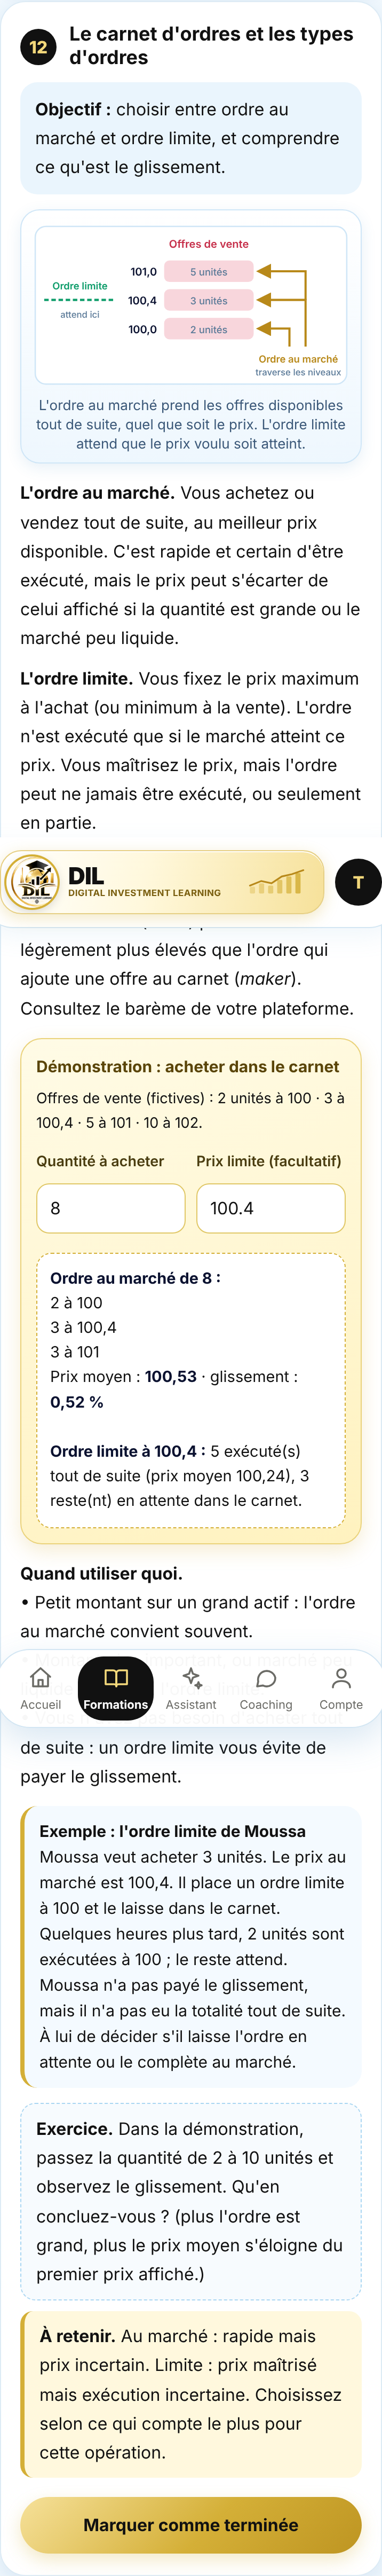 12
Le carnet d'ordres et les types
d'ordres
Objectif : choisir entre ordre au
marché et ordre limite, et comprendre
ce qu'est le glissement.
Offres de vente
101,0
5 unités
Ordre limite
100,4
3 unités
attend ici
100,0
2 unités
Ordre au marché
traverse les niveaux
L'ordre au marché prend les offres disponibles
tout de suite, quel que soit le prix. L'ordre limite
attend que le prix voulu soit atteint.
L'ordre au marché. Vous achetez ou
vendez tout de suite, au meilleur prix
disponible. C'est rapide et certain d'être
exécuté, mais le prix peut s'écarter de
celui affiché si la quantité est grande ou le
marché peu liquide.
L'ordre limite. Vous fixez le prix maximum
à l'achat (ou minimum à la vente). L'ordre
n'est exécuté que si le marché atteint ce
prix. Vous maîtrisez le prix, mais l'ordre
peut ne jamais être exécuté, ou seulement
en partie.
DIL
DIL
DIGITAL INVESTMENT LEARNING
T
légèrement plus élevés que l'ordre qui
ajoute une offre au carnet (maker).
Consultez le barème de votre plateforme.
Démonstration : acheter dans le carnet
Offres de vente (fictives) : 2 unités à 100 · 3 à
100,4 · 5 à 101 · 10 à 102.
Quantité à acheter
Prix limite (facultatif)
8
100.4
Ordre au marché de 8 :
2 à 100
3 à 100,4
3 à 101
Prix moyen : 100,53 · glissement :
0,52 %
Ordre limite à 100,4 : 5 exécuté(s)
tout de suite (prix moyen 100,24), 3
reste(nt) en attente dans le carnet.
Quand utiliser quoi.
• Petit montant sur un grand actif : l'ordre
au marché convient souvent.
Accueil
Formations
Assistant
Coaching
Compte
de suite : un ordre limite vous évite de
payer le glissement.
Exemple : l'ordre limite de Moussa
Moussa veut acheter 3 unités. Le prix au
marché est 100,4. Il place un ordre limite
à 100 et le laisse dans le carnet.
Quelques heures plus tard, 2 unités sont
exécutées à 100 ; le reste attend.
Moussa n'a pas payé le glissement,
mais il n'a pas eu la totalité tout de suite.
À lui de décider s'il laisse l'ordre en
attente ou le complète au marché.
Exercice. Dans la démonstration,
passez la quantité de 2 à 10 unités et
observez le glissement. Qu'en
concluez-vous ? (plus l'ordre est
grand, plus le prix moyen s'éloigne du
premier prix affiché.)
À retenir. Au marché : rapide mais
prix incertain. Limite : prix maîtrisé
mais exécution incertaine. Choisissez
selon ce qui compte le plus pour
cette opération.
Marquer comme terminée